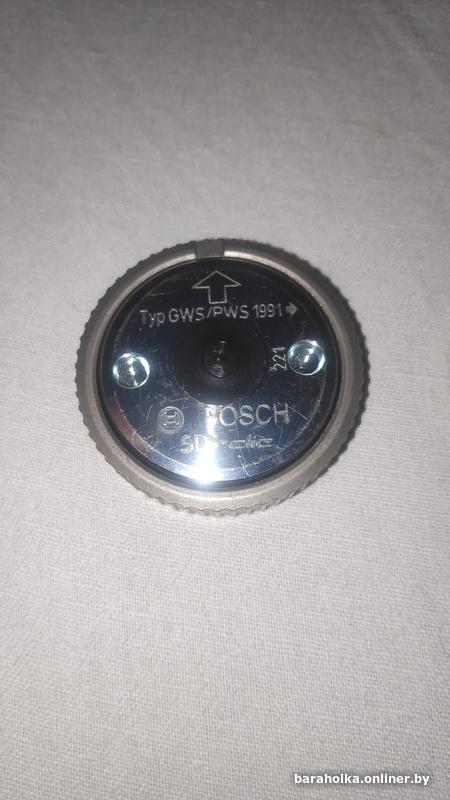 Typ GWS/PWS 1991
221
BOSCH
SDS-clic
baraholka.onliner.by